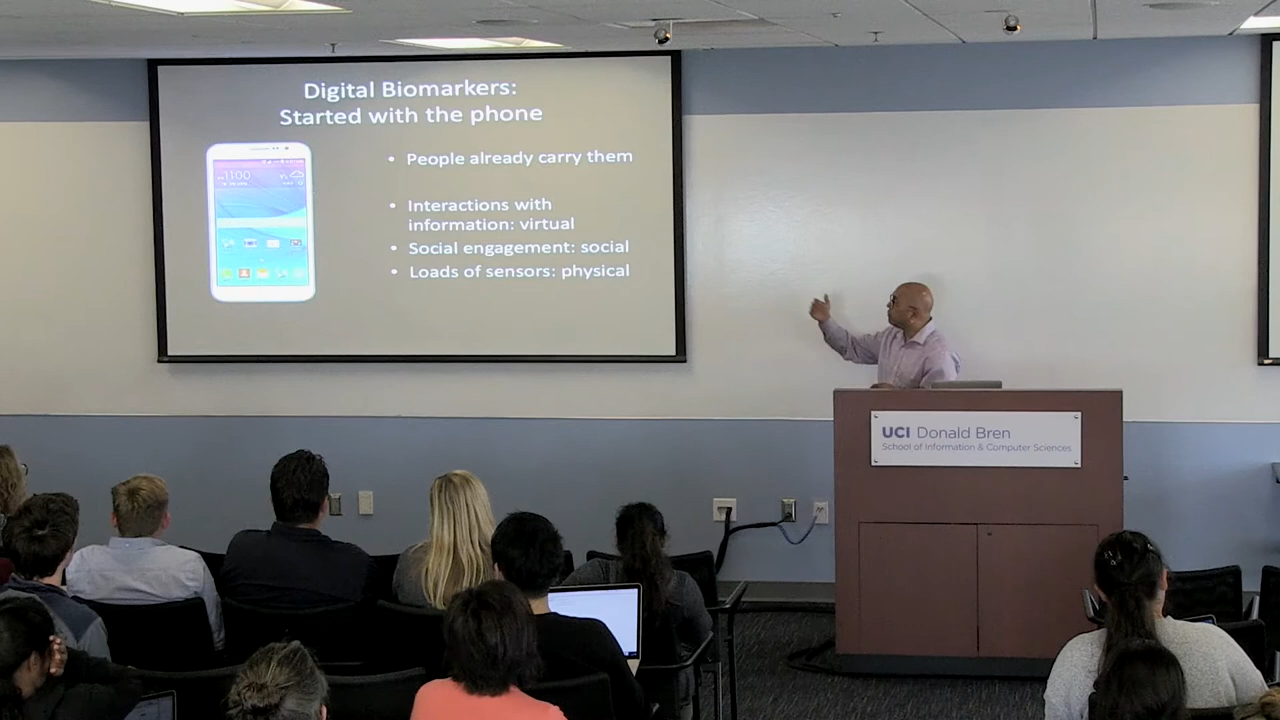 Digital Biomarkers:
Started with the phone
1100
• People already carry them
• Interactions with
information: virtual
• Social engagement: social
• Loads of sensors: physical
UCI Donald Bren
School of Information & Computer Sciences